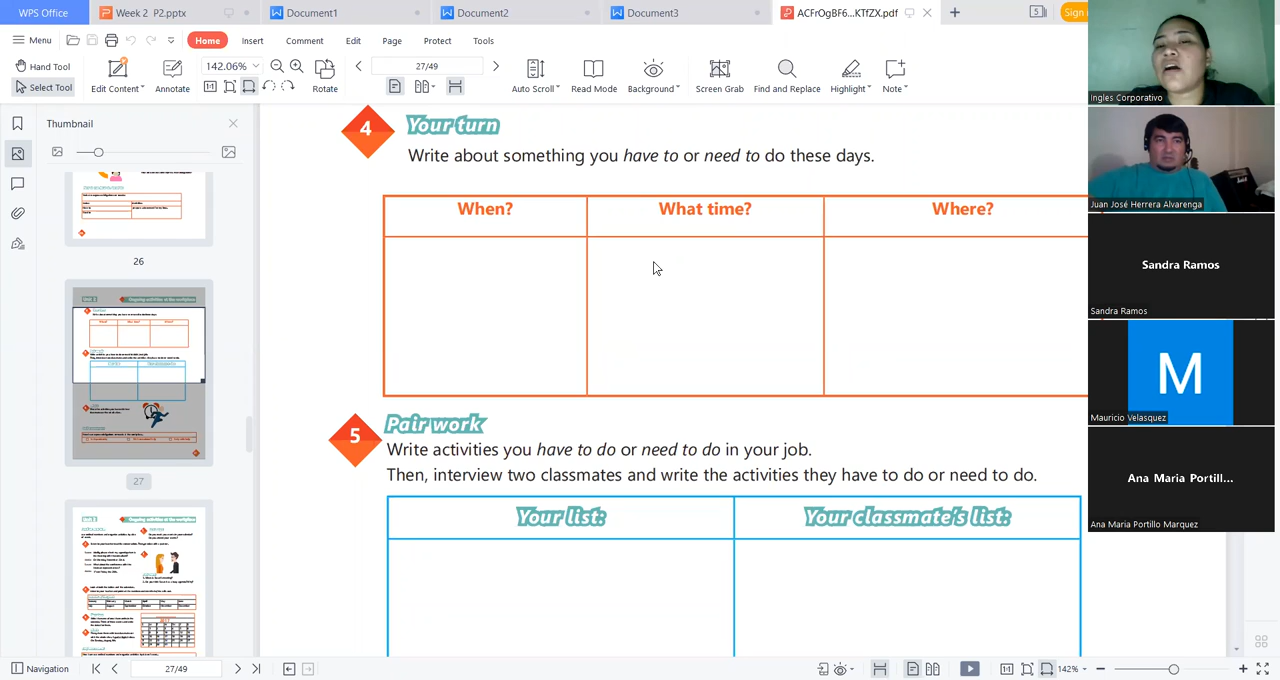 WPS Office
Week 2 P2.pptx
Document1
Document2
Document3
ACFrOgBF6...KTfZX.pdf
5
Sign i
Menu
Home
Insert
Comment
Edit
Page
Protect
Tools
Hand Tool
Select Tool
Edit Content
Annotate
142.06%
Rotate
27/49
Auto Scroll
Read Mode
Background
Screen Grab
Find and Replace
Highlight
Note
Thumbnail
26
27
4
Your turn
Write about something you have to or need to do these days.
When?
What time?
Where?
5
Pair work
Write activities you have to do or need to do in your job.
Then, interview two classmates and write the activities they have to do or need to do.
Your list:
Your classmate's list:
Ingles Corporativo
Juan José Herrera Alvarenga
Sandra Ramos
Sandra Ramos
M
Mauricio Velasquez
Ana Maria Portill...
Ana Maria Portillo Marquez
Navigation
27/49
142%